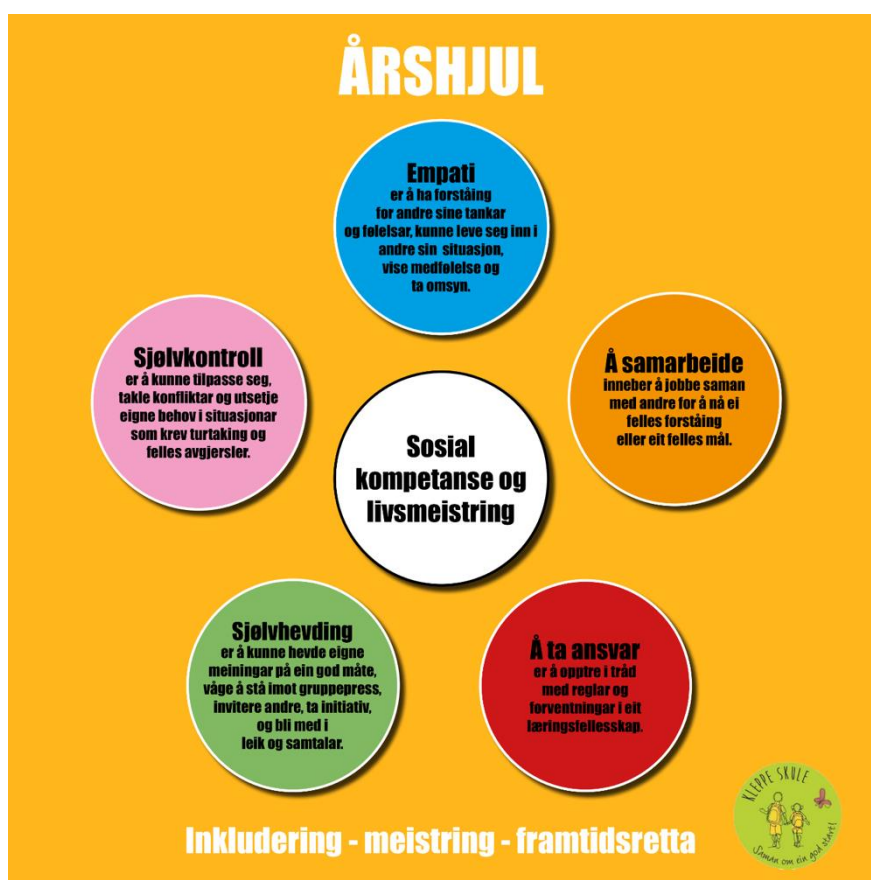 ÅRSHJUL
Empati
er å ha forståing
for andre sine tankar
og følelsar, kunne leve seg inn i
andre sin situasjon,
vise medfølelse og
ta omsyn.
Å samarbeide
inneber å jobbe saman
med andre for å nå ei
felles forståing
eller eit felles mål.
Å ta ansvar
er å opptre i tråd
med reglar og
forventningar i eit
læringsfellesskap.
Sjølvhevding
er å kunne hevde eigne
meiningar på ein god måte,
våge å stå imot gruppepress,
invitere andre, ta initiativ,
og bli med i
leik og samtalar.
Sjølvkontroll
er å kunne tilpasse seg,
takle konfliktar og utsetje
eigne behov i situasjonar
som krev turtaking og
felles avgjersler.
Sosial
kompetanse og
livsmeistring
Inkludering - meistring - framtidsretta
KLEPPE SKULE
Saman om ein god start!